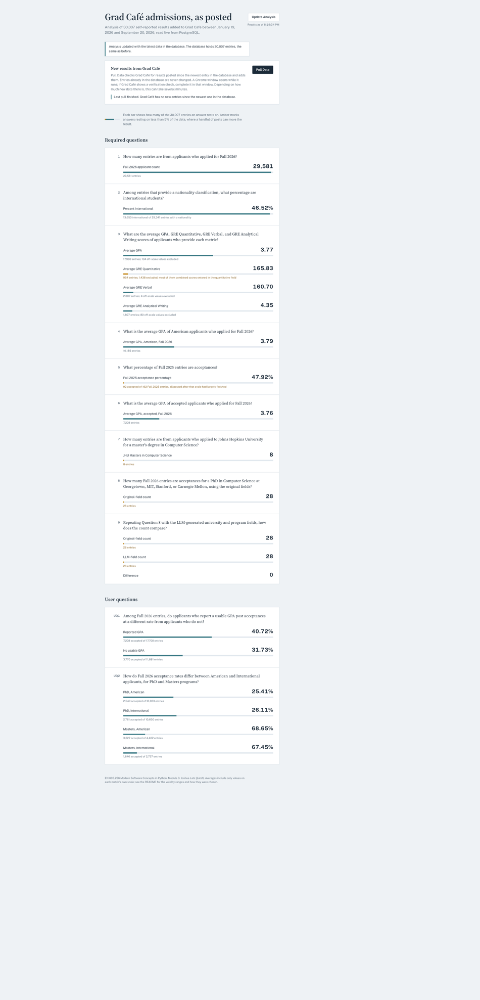 Grad Café admissions, as posted
Update Analysis
Results as of 8:19:34 PM
Analysis of 30,007 self-reported results added to Grad Café between January 19,
2026 and September 20, 2026, read live from PostgreSQL.
Analysis updated with the latest data in the database. The database holds 30,007 entries, the
same as before.
New results from Grad Café
Pull Data
Pull Data checks Grad Café for results posted since the newest entry in the database and adds
them. Entries already in the database are never changed. A Chrome window opens while it
runs; if Grad Café shows a verification check, complete it in that window. Depending on how
much new data there is, this can take several minutes.
Last pull finished. Grad Café has no new entries since the newest one in the database.
Each bar shows how many of the 30,007 entries an answer rests on. Amber marks
answers resting on less than 5% of the data, where a handful of posts can move the
result.
Required questions
1 How many entries are from applicants who applied for Fall 2026?
Fall 2026 applicant count 29,581
29,581 entries
2 Among entries that provide a nationality classification, what percentage are
international students?
Percent International 46.52%
13,650 international of 29,341 entries with a nationality
3 What are the average GPA, GRE Quantitative, GRE Verbal, and GRE Analytical
Writing scores of applicants who provide each metric?
Average GPA 3.77
17,980 entries; 134 off-scale values excluded
Average GRE Quantitative 165.83
954 entries; 1,438 excluded, most of them combined scores entered in the quantitative field
Average GRE Verbal 160.70
2,002 entries; 4 off-scale values excluded
Average GRE Analytical Writing 4.35
1,807 entries; 80 off-scale values excluded
4 What is the average GPA of American applicants who applied for Fall 2026?
Average GPA, American, Fall 2026 3.79
10,185 entries
5 What percentage of Fall 2025 entries are acceptances?
Fall 2025 acceptance percentage 47.92%
92 accepted of 192 Fall 2025 entries, all posted after that cycle had largely finished
6 What is the average GPA of accepted applicants who applied for Fall 2026?
Average GPA, accepted, Fall 2026 3.76
7,208 entries
7 How many entries are from applicants who applied to Johns Hopkins University
for a master's degree in Computer Science?
JHU Masters in Computer Science 8
8 entries
8 How many Fall 2026 entries are acceptances for a PhD in Computer Science at
Georgetown, MIT, Stanford, or Carnegie Mellon, using the original fields?
Original-field count 28
28 entries
9 Repeating Question 8 with the LLM-generated university and program fields, how
does the count compare?
Original-field count 28
28 entries
LLM-field count 28
28 entries
Difference 0
User questions
UQ1 Among Fall 2026 entries, do applicants who report a usable GPA post acceptances
at a different rate from applicants who do not?
Reported GPA 40.72%
7,208 accepted of 17,700 entries
No usable GPA 31.73%
3,770 accepted of 11,881 entries
UQ2 How do Fall 2026 acceptance rates differ between American and International
applicants, for PhD and Masters programs?
PhD, American 25.41%
2,549 accepted of 10,033 entries
PhD, International 26.11%
2,781 accepted of 10,650 entries
Masters, American 68.65%
3,022 accepted of 4,402 entries
Masters, International 67.45%
1,846 accepted of 2,737 entries
EN 605.256 Modern Software Concepts in Python, Module 3. Joshua Latz (jlatz1). Averages include only values on
each metric's own scale; see the README for the validity ranges and how they were chosen.